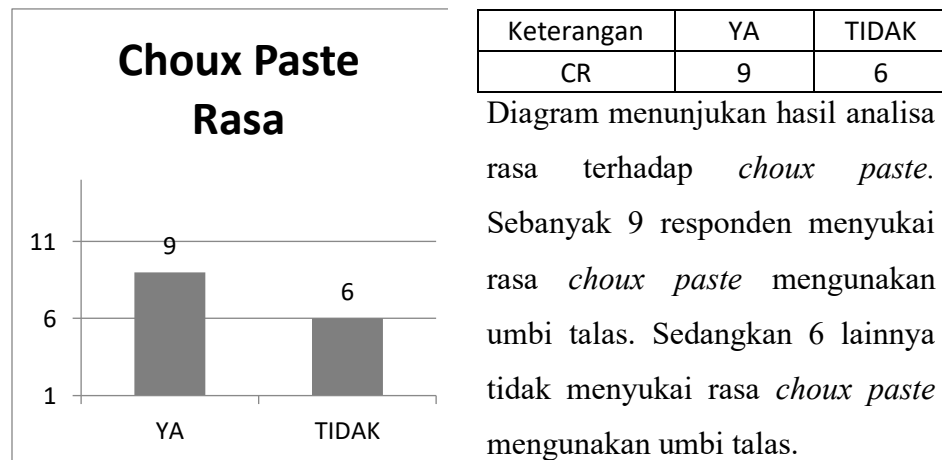 Choux Paste
Rasa
11
6
1
9
6
YA
TIDAK
Keterangan YA TIDAK
CR 9 6
Diagram menunjukan hasil analisa
rasa terhadap choux paste.
Sebanyak 9 responden menyukai
rasa choux paste mengunakan
umbi talas. Sedangkan 6 lainnya
tidak menyukai rasa choux paste
mengunakan umbi talas.